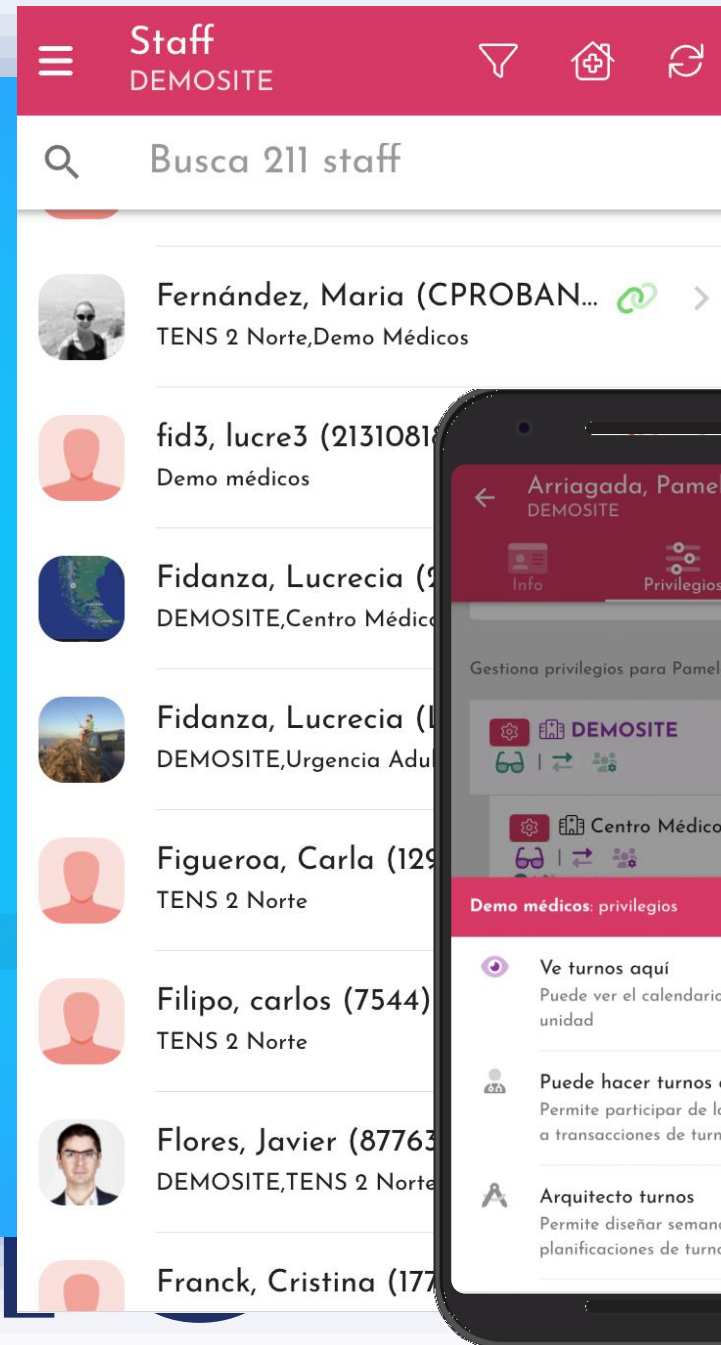 Staff
DEMOSITE
Busca 211 staff
Fernández, Maria (CPROBAN...
TENS 2 Norte,Demo Médicos
fid3, lucre3 (2131081
Demo médicos
Fidanza, Lucrecia (
DEMOSITE,Centro Médico
Fidanza, Lucrecia (
DEMOSITE,Urgencia Adul
Figueroa, Carla (129
TENS 2 Norte
Filipo, carlos (7544)
TENS 2 Norte
Flores, Javier (87763
DEMOSITE,TENS 2 Norte
Franck, Cristina (177
Arriagada, Pamel
DEMOSITE
Info
Privilegios
Gestiona privilegios para Pamel
DEMOSITE
Centro Médico
Demo médicos: privilegios
Ve turnos aquí
Puede ver el calendario
unidad
Puede hacer turnos
Permite participar de
a transacciones de turn
Arquitecto turnos
Permite diseñar seman
planificaciones de turno